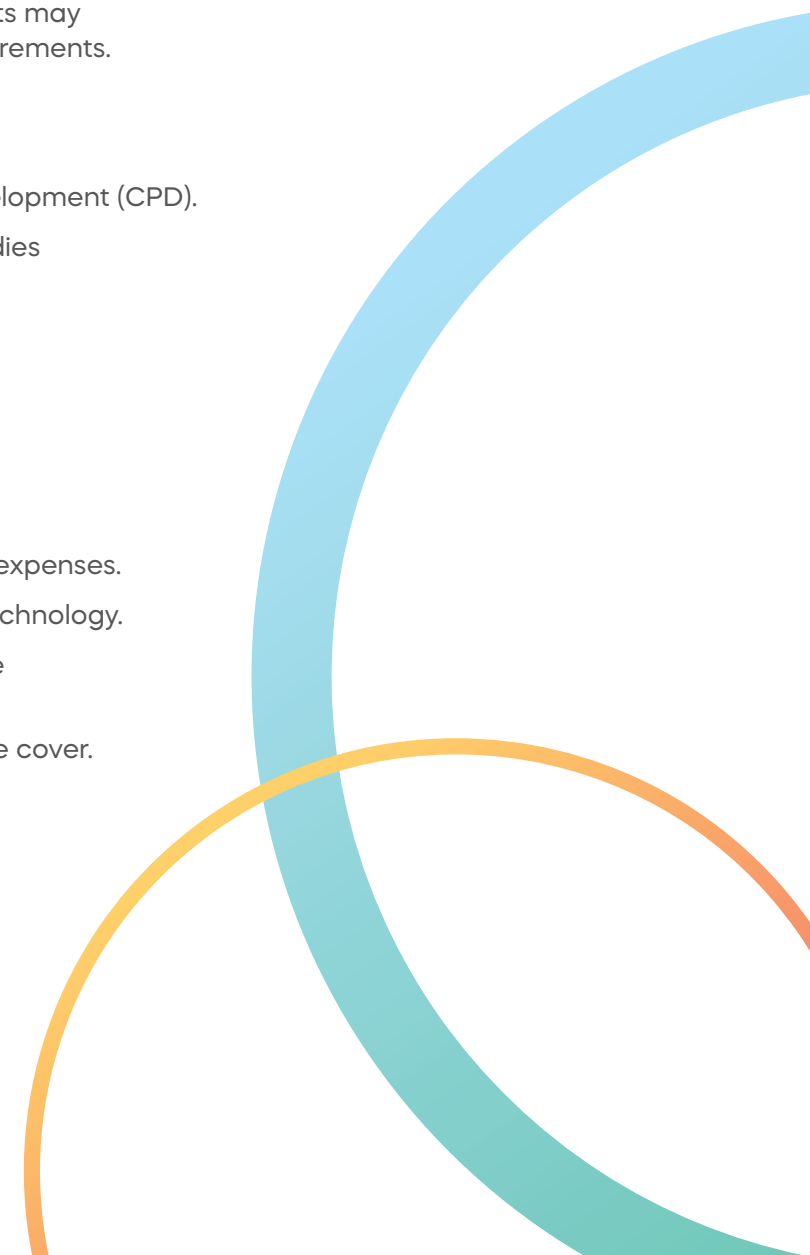 ts may
rements.
lopment (CPD).
dies
expenses.
chnology.
e
e cover.